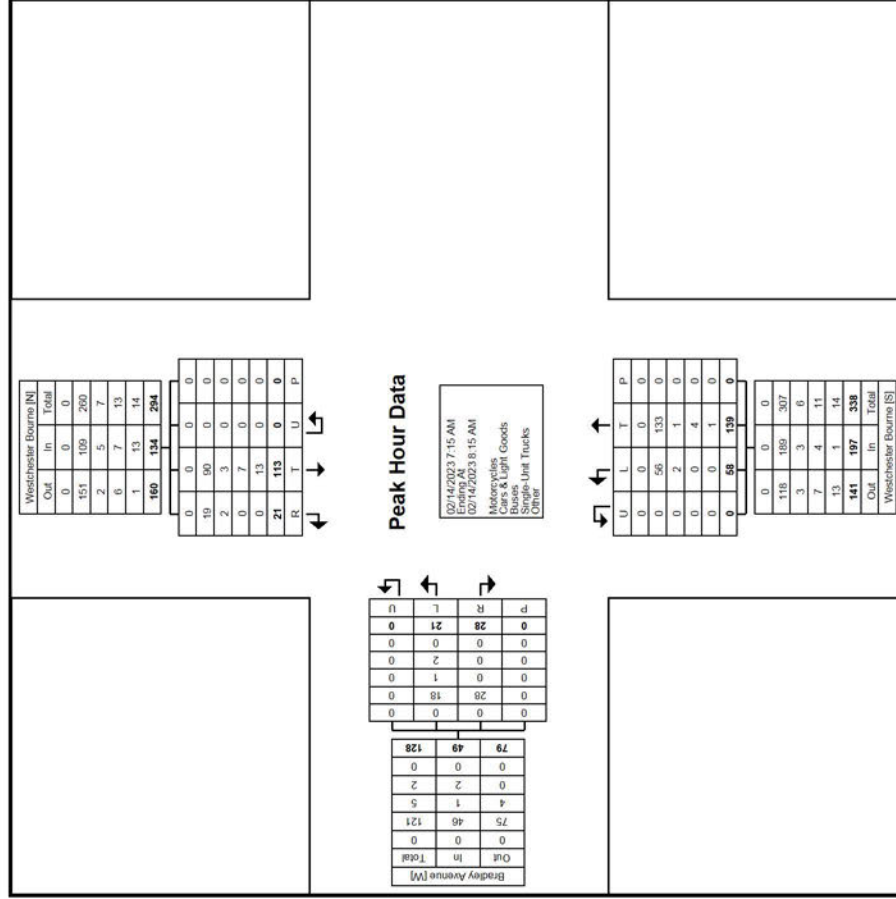 Westchester Bourne [N]
Out In Total
0 0 0
151 109 260
2 5 7
6 7 13
1 13 14
160 134 294
0 0 0 0
19 90 0 0
2 3 0 0
0 7 0 0
0 13 0 0
21 113 0 0
R T U P
Peak Hour Data
02/14/2023 7:15 AM
Ending At
02/14/2023 8:15 AM
Motorcycles
Cars & Light Goods
Buses
Single-Unit Trucks
Other
Bradley Avenue [W]
Out In Total
0 0 0
75 46 121
4 1 5
0 2 2
0 0 0
79 49 128
0 0 0 0
0 28 18 0
0 0 1 0
0 0 2 0
0 0 0 0
0 28 21 0
P R L U
U L T P
0 0 0 0
0 56 133 0
0 2 1 0
0 0 4 0
0 0 1 0
0 58 139 0
0 0 0
118 189 307
3 3 6
7 4 11
13 1 14
141 197 338
Out In Total
Westchester Bourne [S]